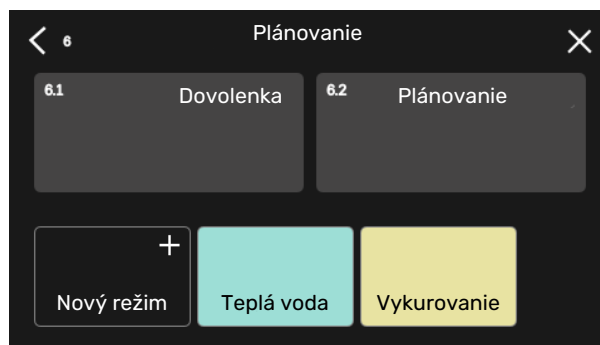 6 Plánovanie
6.1 Dovolenka
6.2 Plánovanie
Nový režim
Teplá voda
Vykurovanie